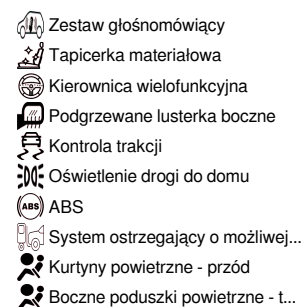 Zestaw głośnomówiący
Tapicerka materiałowa
Kierownica wielofunkcyjna
Podgrzewane lusterka boczne
Kontrola trakcji
Oświetlenie drogi do domu
ABS
System ostrzegający o możliwej...
Kurtyny powietrzne - przód
Boczne poduszki powietrzne - t...